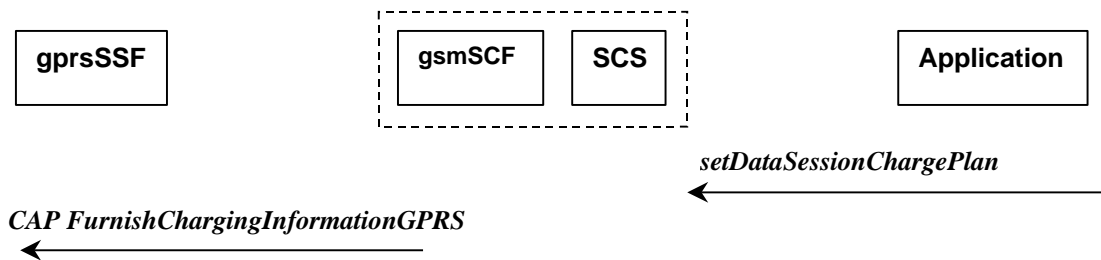 gprsSSF gsmSCF SCS Application
setDataSessionChargePlan
CAP FurnishChargingInformationGPRS